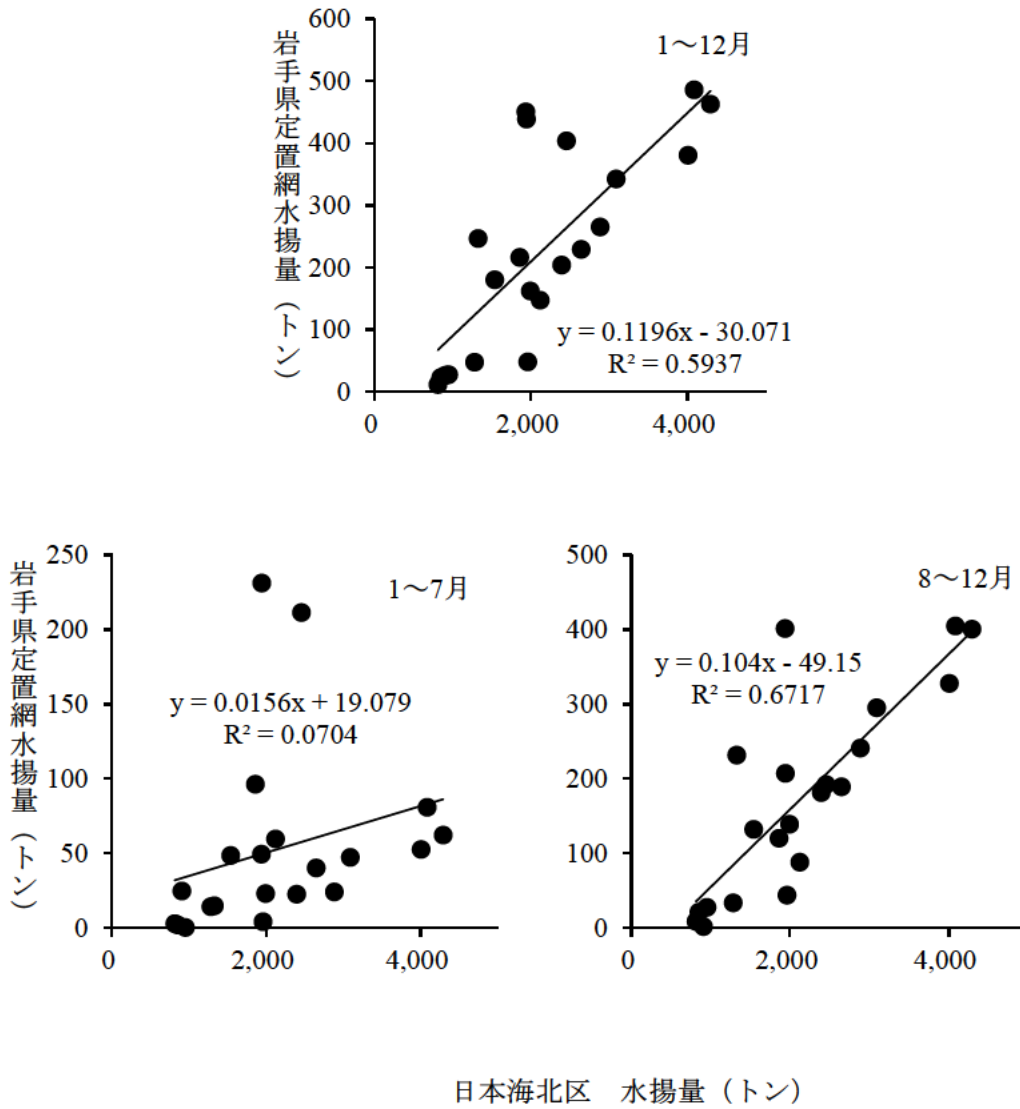 岩手県定置網水揚量（トン）
600
500
400
300
200
100
0
0
2,000
4,000
1～12月
y = 0.1196x - 30.071
R² = 0.5937
岩手県定置網水揚量（トン）
250
200
150
100
50
0
0
2,000
4,000
1～7月
y = 0.0156x + 19.079
R² = 0.0704
500
400
300
200
100
0
0
2,000
4,000
8～12月
y = 0.104x - 49.15
R² = 0.6717
日本海北区　水揚量（トン）